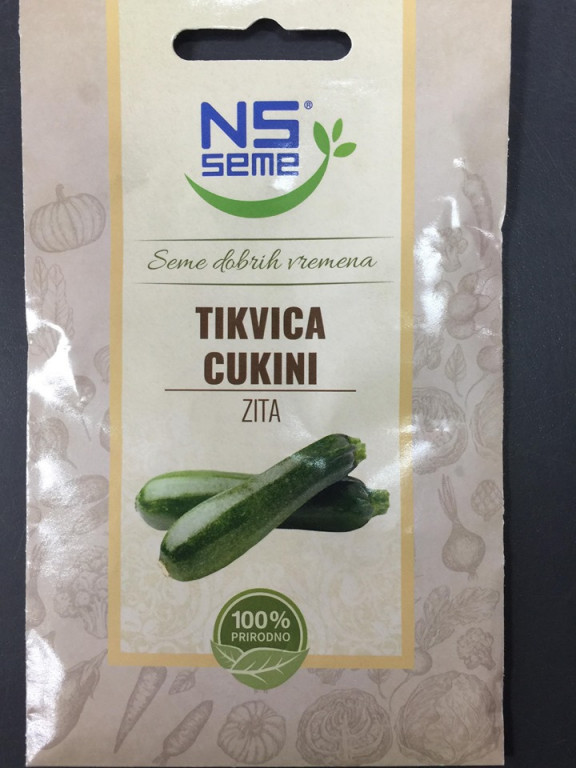 NS®
seme
Seme dobrih vremena
TIKVICA
CUKINI
ZITA
100%
PRIRODNO